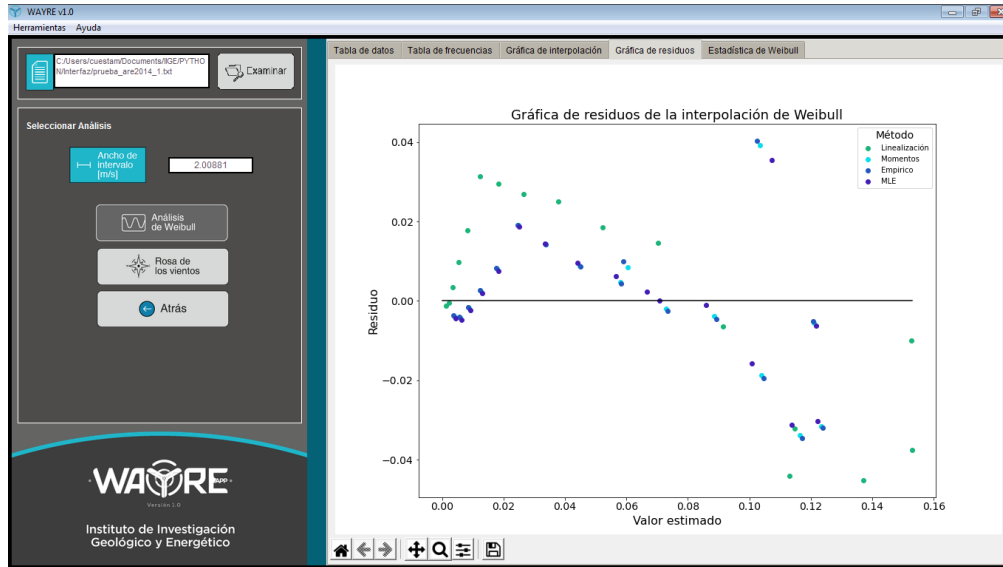 WAYRE v1.0
Herramientas Ayuda
C:/Users/cuestam/Documents/IIGE/PYTHO
N/Interfaz/prueba_are2014_1.txt
Examinar
Seleccionar Análisis
Ancho de
intervalo
[m/s]
2.00881
Análisis
de Weibull
Rosa de
los vientos
Atrás
WAYRE
APP
Versión 1.0
Instituto de Investigación
Geológico y Energético
Tabla de datos Tabla de frecuencias Gráfica de interpolación Gráfica de residuos Estadística de Weibull
Gráfica de residuos de la interpolación de Weibull
Método
Linealización
Momentos
Empirico
MLE
Residuo
0.04
0.02
0.00
−0.02
−0.04
0.00 0.02 0.04 0.06 0.08 0.10 0.12 0.14 0.16
Valor estimado